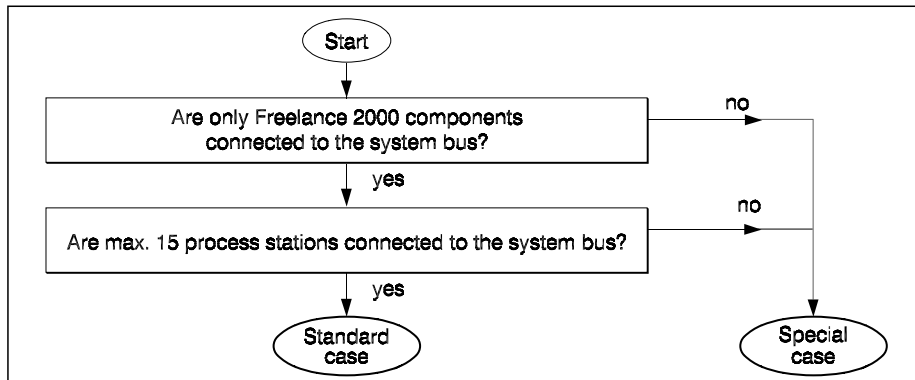 Start
Are only Freelance 2000 components
connected to the system bus?
no
yes
Are max. 15 process stations connected to the system bus?
no
yes
Standard
case
Special
case